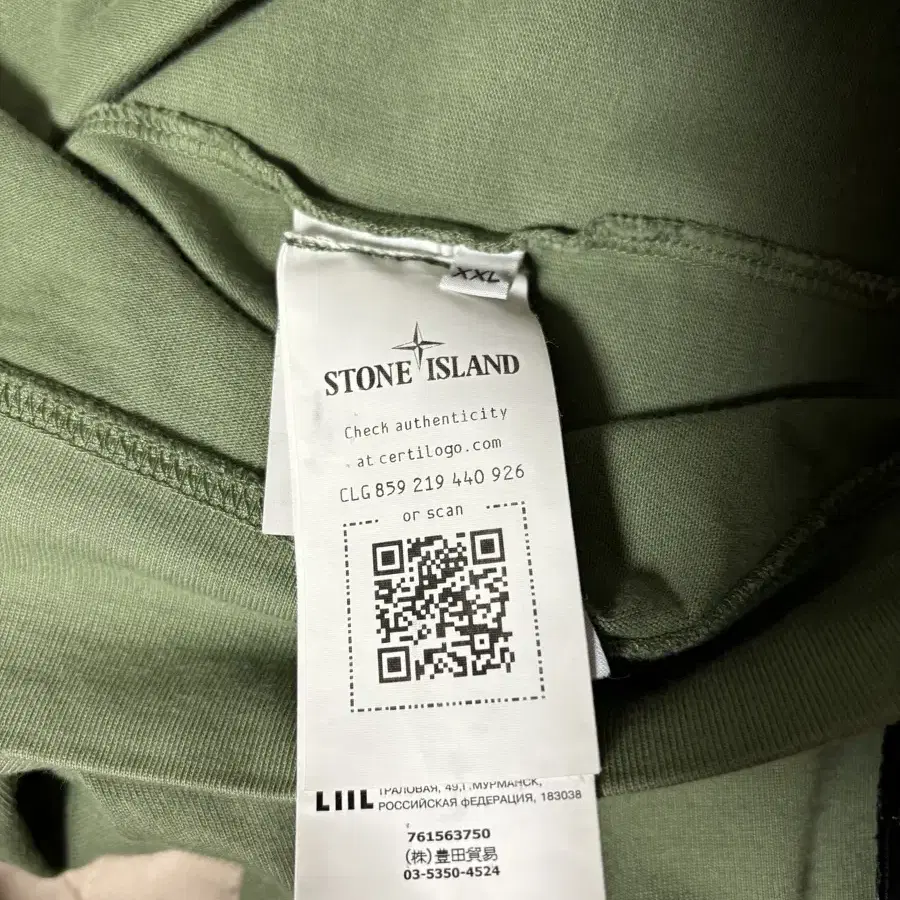 XXL
STONE ISLAND
Check authenticity
at certilogo.com
CLG 859 219 440 926
or scan
LIIL
ТРАЛОВАЯ, 49,Г.МУРМАНСК,
РОССИЙСКАЯ ФЕДЕРАЦИЯ, 183038
761563750
(株)豊田貿易
03-5350-4524